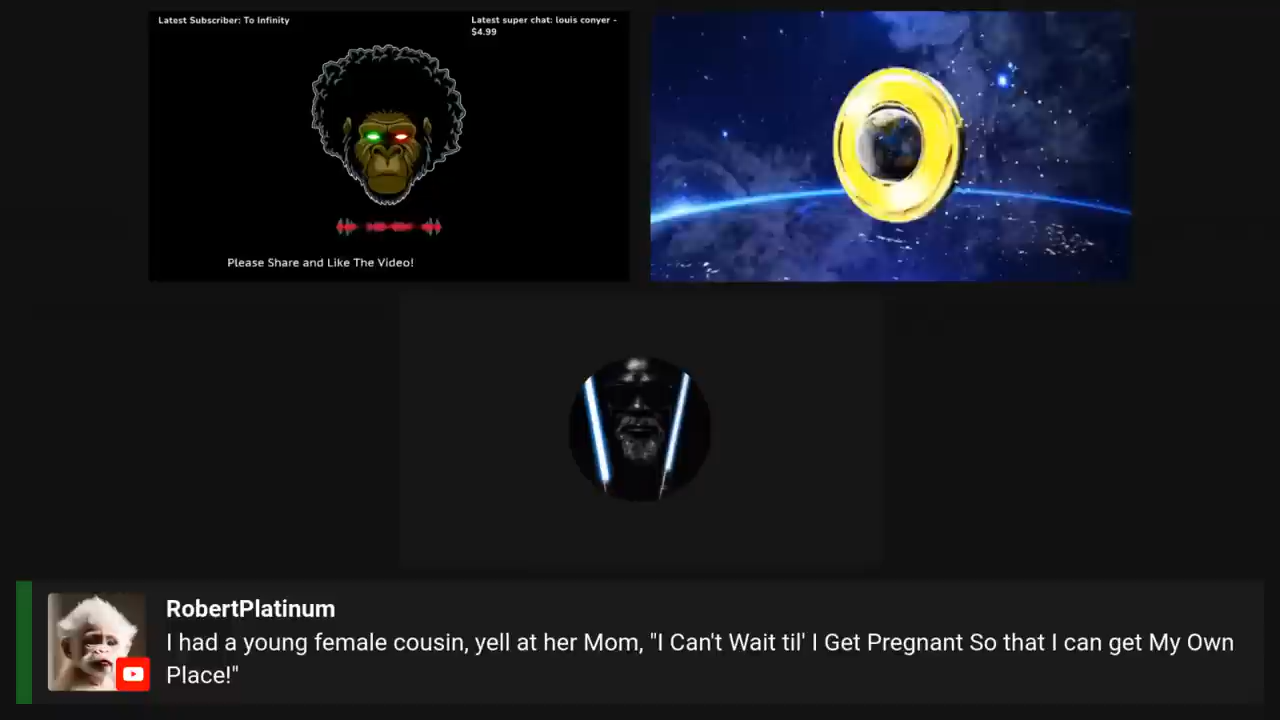 Latest Subscriber: To Infinity
Latest super chat: louis conyer -
$4.99
Please Share and Like The Video!
RobertPlatinum
I had a young female cousin, yell at her Mom, "I Can't Wait til' I Get Pregnant So that I can get My Own
Place!"